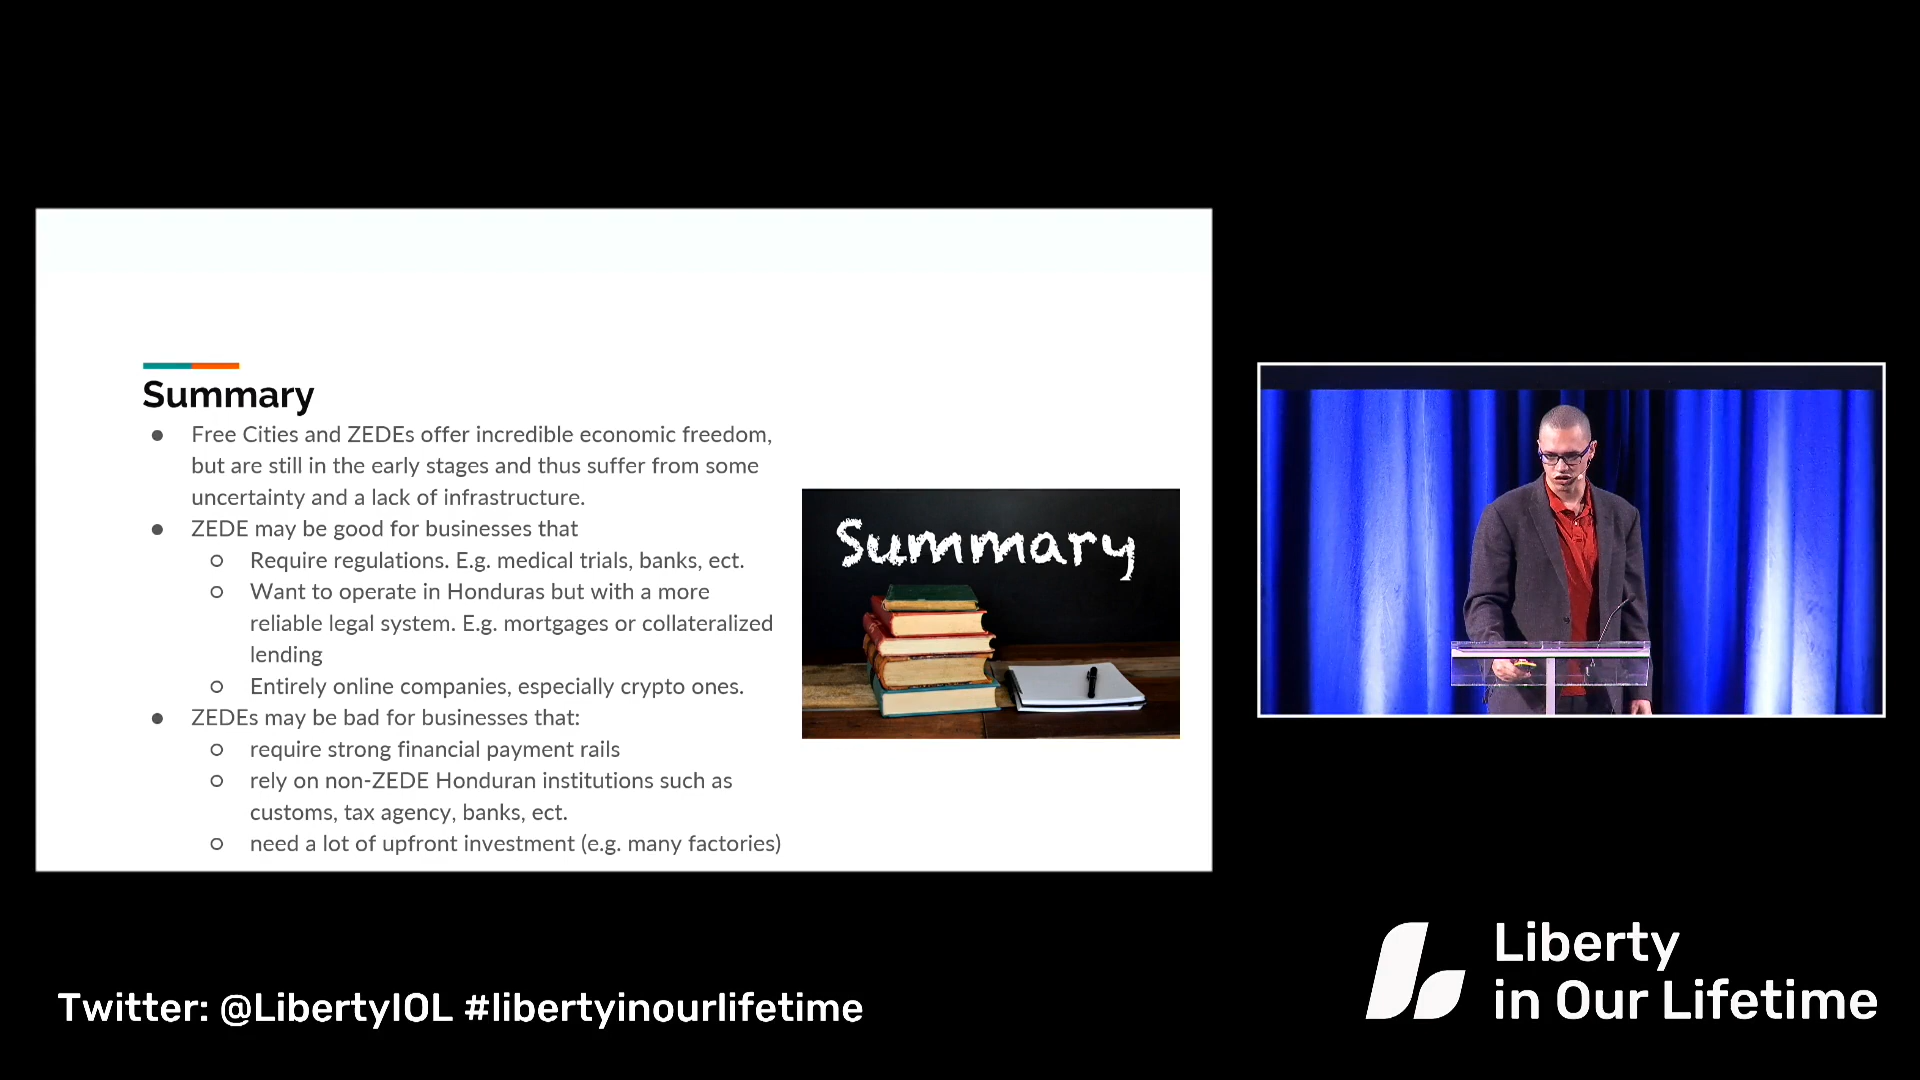 Summary
Free Cities and ZEDEs offer incredible economic freedom,
but are still in the early stages and thus suffer from some
uncertainty and a lack of infrastructure.
ZEDE may be good for businesses that
Require regulations. E.g. medical trials, banks, ect.
Want to operate in Honduras but with a more
reliable legal system. E.g. mortgages or collateralized
lending
Entirely online companies, especially crypto ones.
ZEDEs may be bad for businesses that:
require strong financial payment rails
rely on non-ZEDE Honduran institutions such as
customs, tax agency, banks, ect.
need a lot of upfront investment (e.g. many factories)
Summary
Twitter: @LibertyIOL #libertyinourlifetime
Liberty
in Our Lifetime